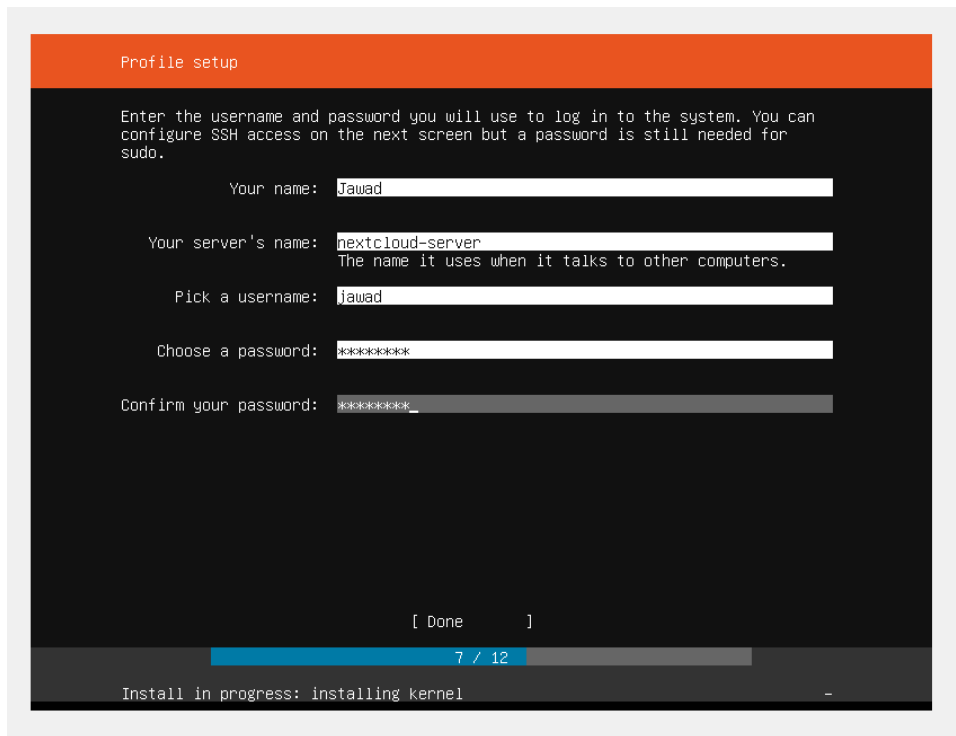 Profile setup
Enter the username and password you will use to log in to the system. You can
configure SSH access on the next screen but a password is still needed for
sudo.
Your name: Jawad
Your server's name: nextcloud-server
The name it uses when it talks to other computers.
Pick a username: jawad
Choose a password: ********
Confirm your password: ********_
[ Done ]
7 / 12
Install in progress: installing kernel -